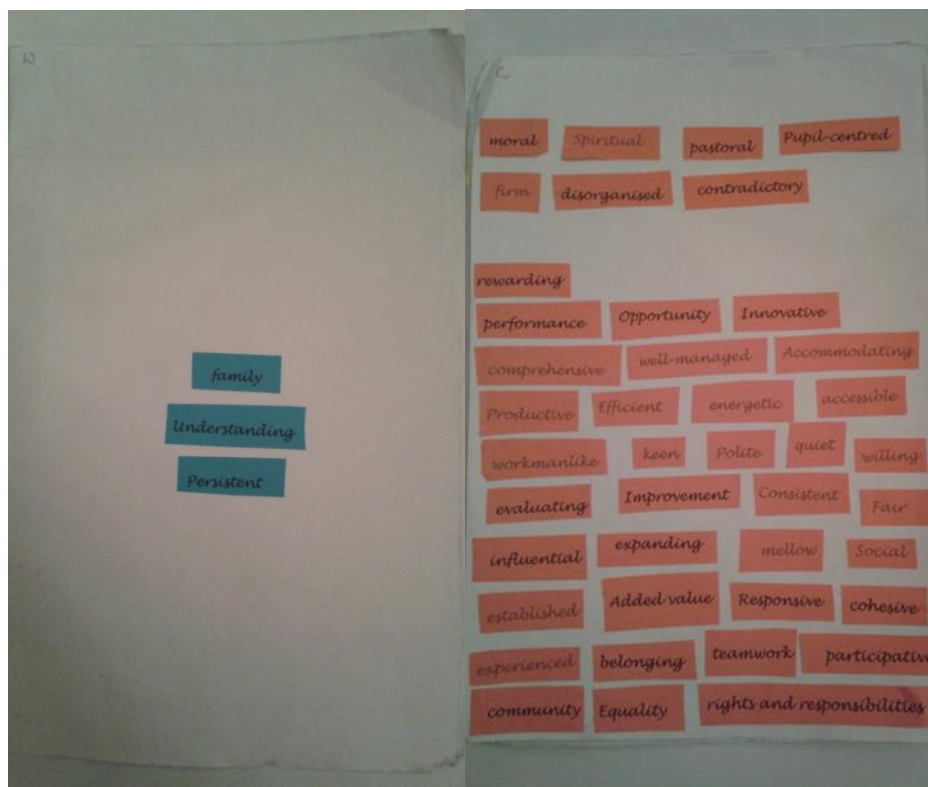 family
Understanding
Persistent
moral Spiritual pastoral Pupil-centred
firm disorganised contradictory
rewarding
performance Opportunity Innovative
comprehensive well-managed Accommodating
Productive Efficient energetic accessible
workmanlike keen Polite quiet willing
evaluating Improvement Consistent Fair
influential expanding mellow Social
established Added value Responsive cohesive
experienced belonging teamwork participative
community Equality rights and responsibilities